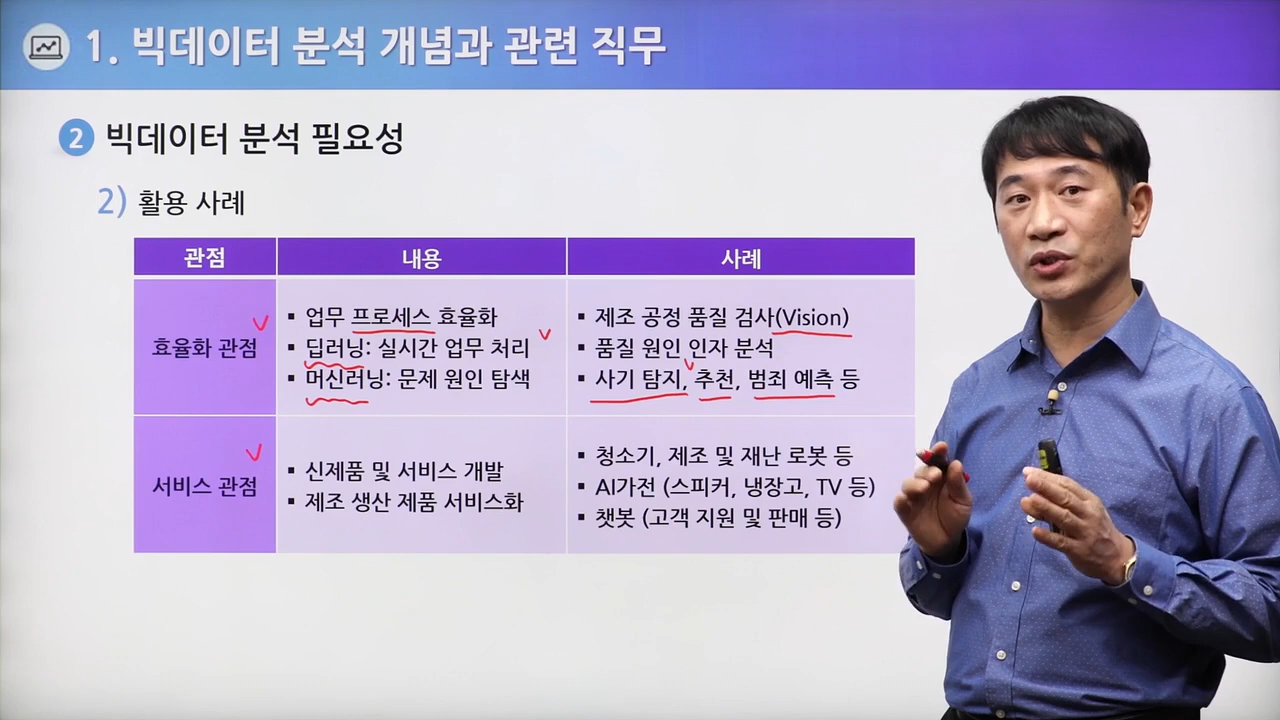 1. 빅데이터 분석 개념과 관련 직무
2 빅데이터 분석 필요성
2) 활용 사례
관점 내용 사례
효율화 관점
▪ 업무 프로세스 효율화
▪ 딥러닝: 실시간 업무 처리
▪ 머신러닝: 문제 원인 탐색
▪ 제조 공정 품질 검사(Vision)
▪ 품질 원인 인자 분석
▪ 사기 탐지, 추천, 범죄 예측 등
서비스 관점
▪ 신제품 및 서비스 개발
▪ 제조 생산 제품 서비스화
▪ 청소기, 제조 및 재난 로봇 등
▪ AI가전 (스피커, 냉장고, TV 등)
▪ 챗봇 (고객 지원 및 판매 등)